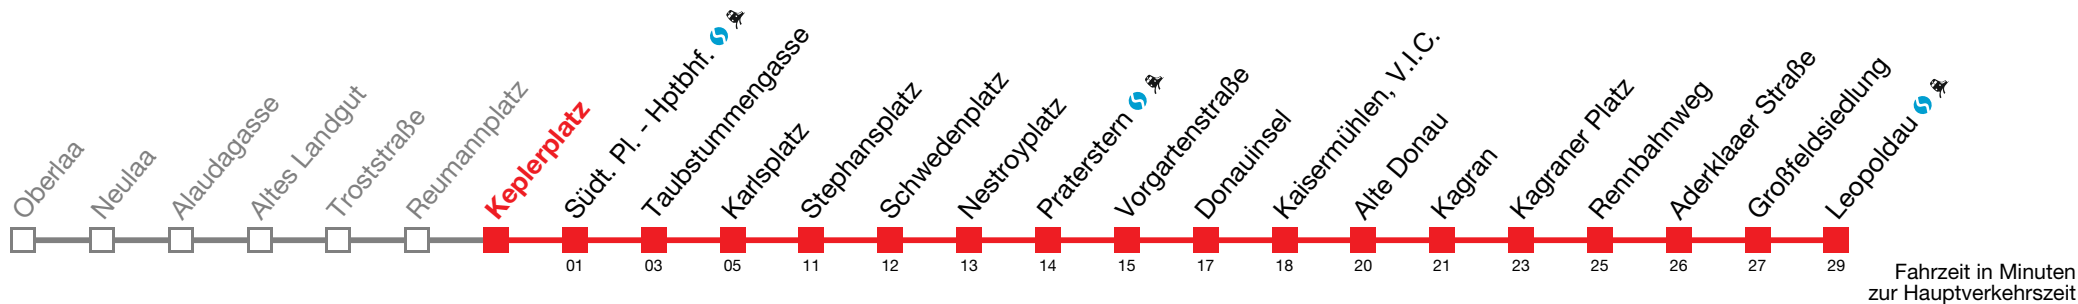 Oberlaa
Neulaa
Alaudagasse
Altes Landgut
Troststraße
Reumannplatz
Keplerplatz
Südt. Pl. - Hptbhf.
Taubstummengasse
Karlsplatz
Stephansplatz
Schwedenplatz
Nestroyplatz
Praterstern
Vorgartenstraße
Donauinsel
Kaisermühlen, V.I.C.
Alte Donau
Kagran
Kagraner Platz
Rennbahnweg
Aderklaaer Straße
Großfeldsiedlung
Leopoldau
01 03 05 11 12 13 14 15 17 18 20 21 23 25 26 27 29
Fahrzeit in Minuten
zur Hauptverkehrszeit